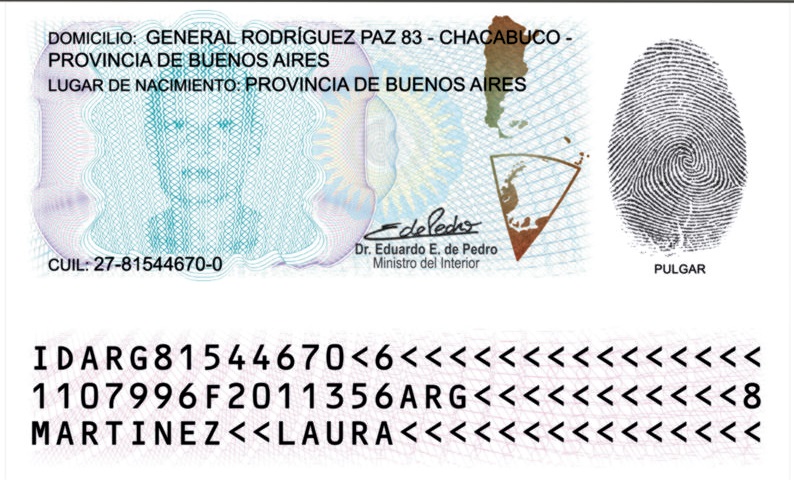 DOMICILIO: GENERAL RODRÍGUEZ PAZ 83 - CHACABUCO -
PROVINCIA DE BUENOS AIRES
LUGAR DE NACIMIENTO: PROVINCIA DE BUENOS AIRES
EdePedro
Dr. Eduardo E. de Pedro
Ministro del Interior
CUIL: 27-81544670-0
PULGAR
IDARG81544670<6<<<<<<<<<<<<<<<
1107996F2011356ARG<<<<<<<<<<<8
MARTINEZ<<LAURA<<<<<<<<<<<<<<<